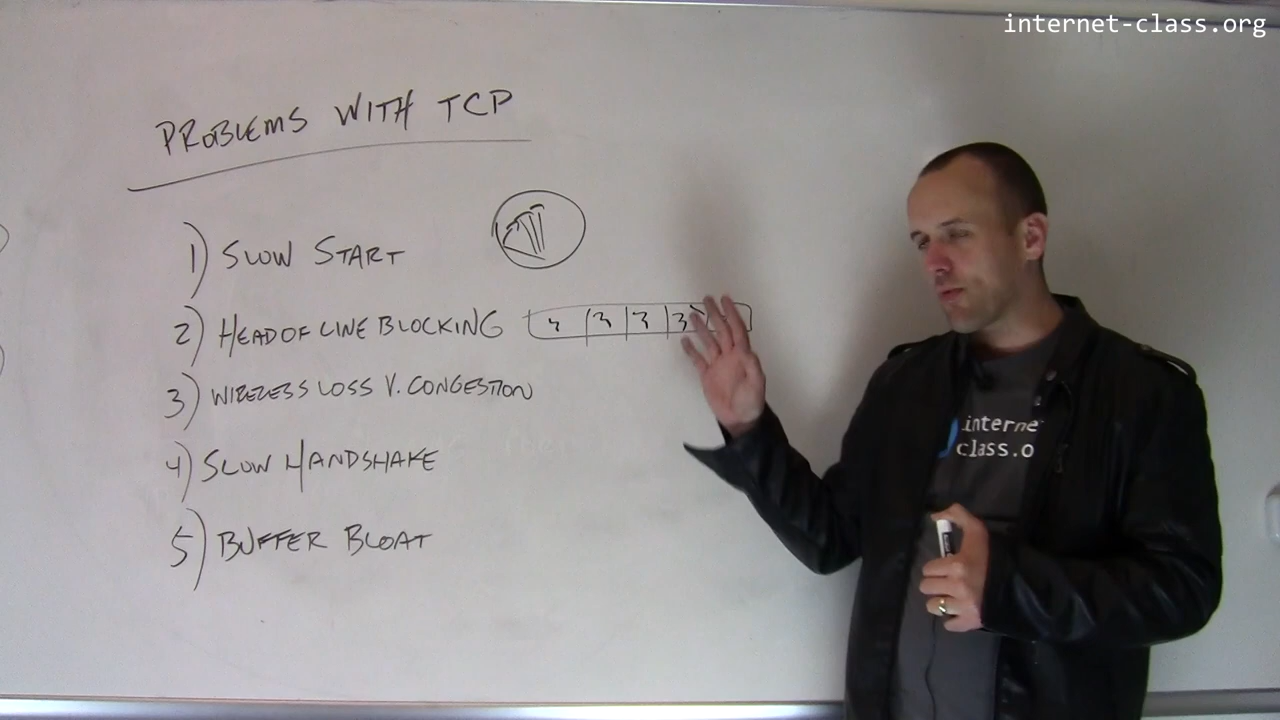 internet-class.org
PROBLEMS WITH TCP
1) SLOW START
2) HEAD OF LINE BLOCKING
3) WIRELESS LOSS V. CONGESTION
4) SLOW HANDSHAKE
5) BUFFER BLOAT
interne
class.o